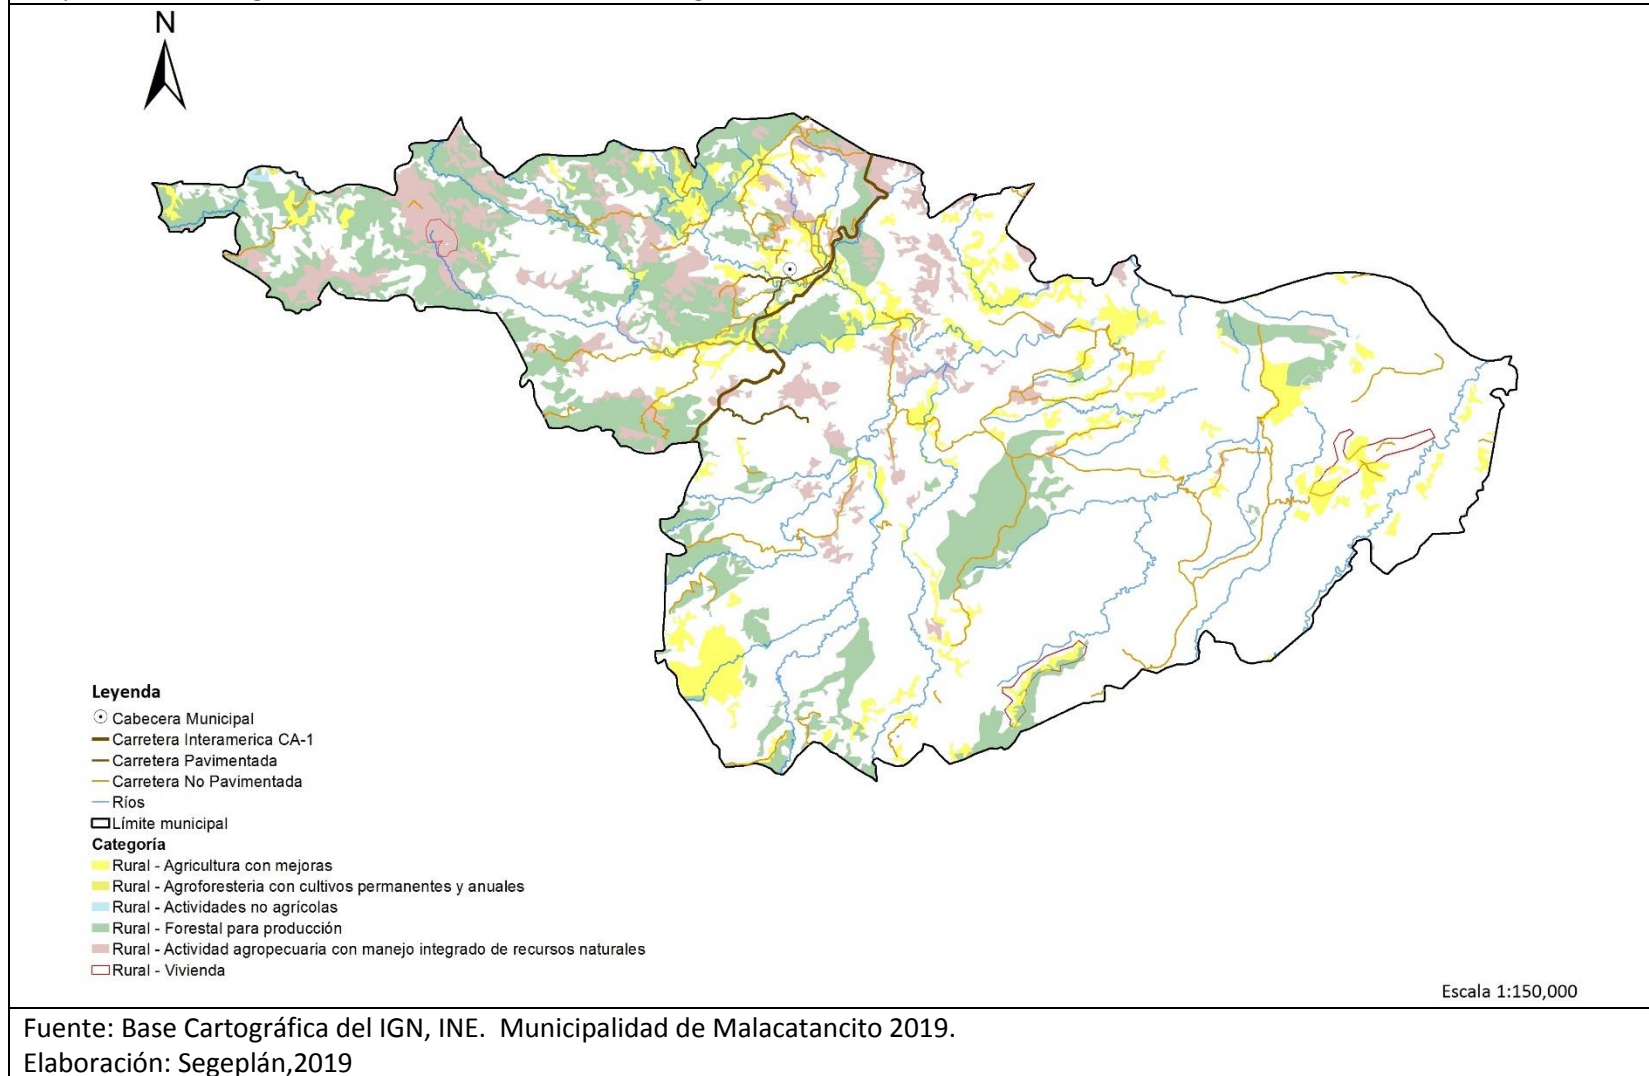 N
Leyenda
Cabecera Municipal
Carretera Interamerica CA-1
Carretera Pavimentada
Carretera No Pavimentada
Ríos
Límite municipal
Categoría
Rural - Agricultura con mejoras
Rural - Agroforesteria con cultivos permanentes y anuales
Rural - Actividades no agrícolas
Rural - Forestal para producción
Rural - Actividad agropecuaria con manejo integrado de recursos naturales
Rural - Vivienda
Escala 1:150,000
Fuente: Base Cartográfica del IGN, INE. Municipalidad de Malacatancito 2019.
Elaboración: Segeplán,2019